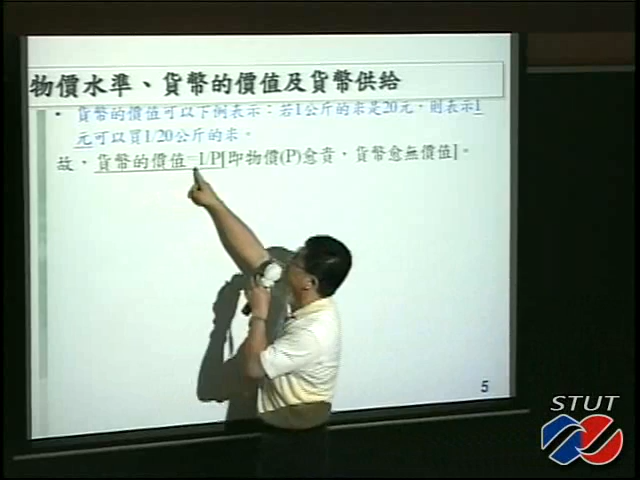 物價水準、貨幣的價值及貨幣供給
• 貨幣的價值可以下例表示：若1公斤的米是20元，則表示1
元可以買1/20公斤的米。
故，貨幣的價值=1/P[即物價(P)愈貴，貨幣愈無價值]。
5
STUT